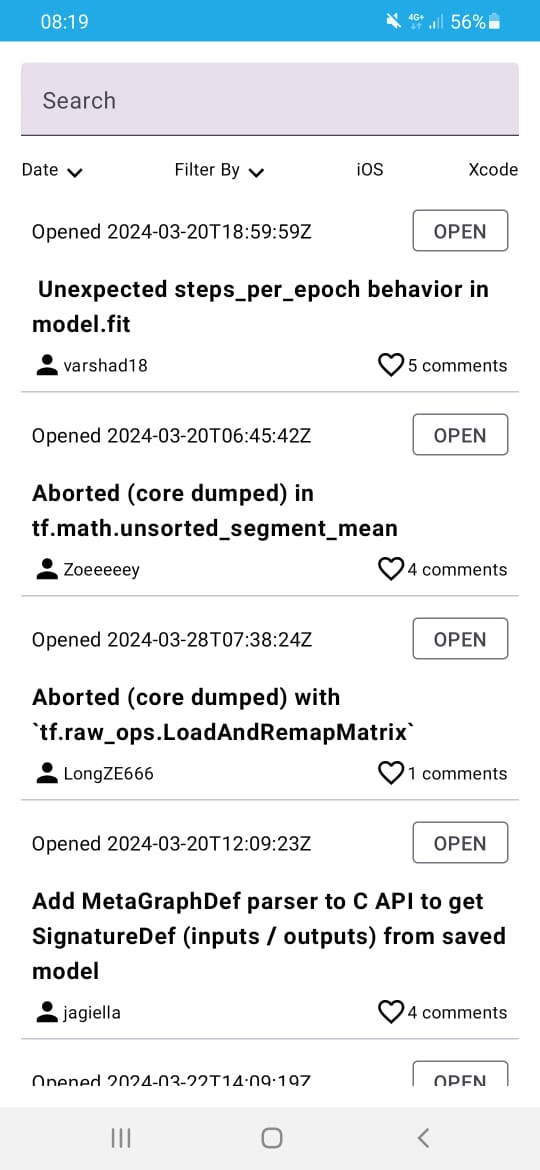 08:19 4G+ 56%
Search
Date Filter By iOS Xcode
Opened 2024-03-20T18:59:59Z OPEN
Unexpected steps_per_epoch behavior in
model.fit
varshad18 5 comments
Opened 2024-03-20T06:45:42Z OPEN
Aborted (core dumped) in
tf.math.unsorted_segment_mean
Zoeeeeey 4 comments
Opened 2024-03-28T07:38:24Z OPEN
Aborted (core dumped) with
`tf.raw_ops.LoadAndRemapMatrix`
LongZE666 1 comments
Opened 2024-03-20T12:09:23Z OPEN
Add MetaGraphDef parser to C API to get
SignatureDef (inputs / outputs) from saved
model
jagiella 4 comments
Opened 2024-03-22T14:09:19Z OPEN